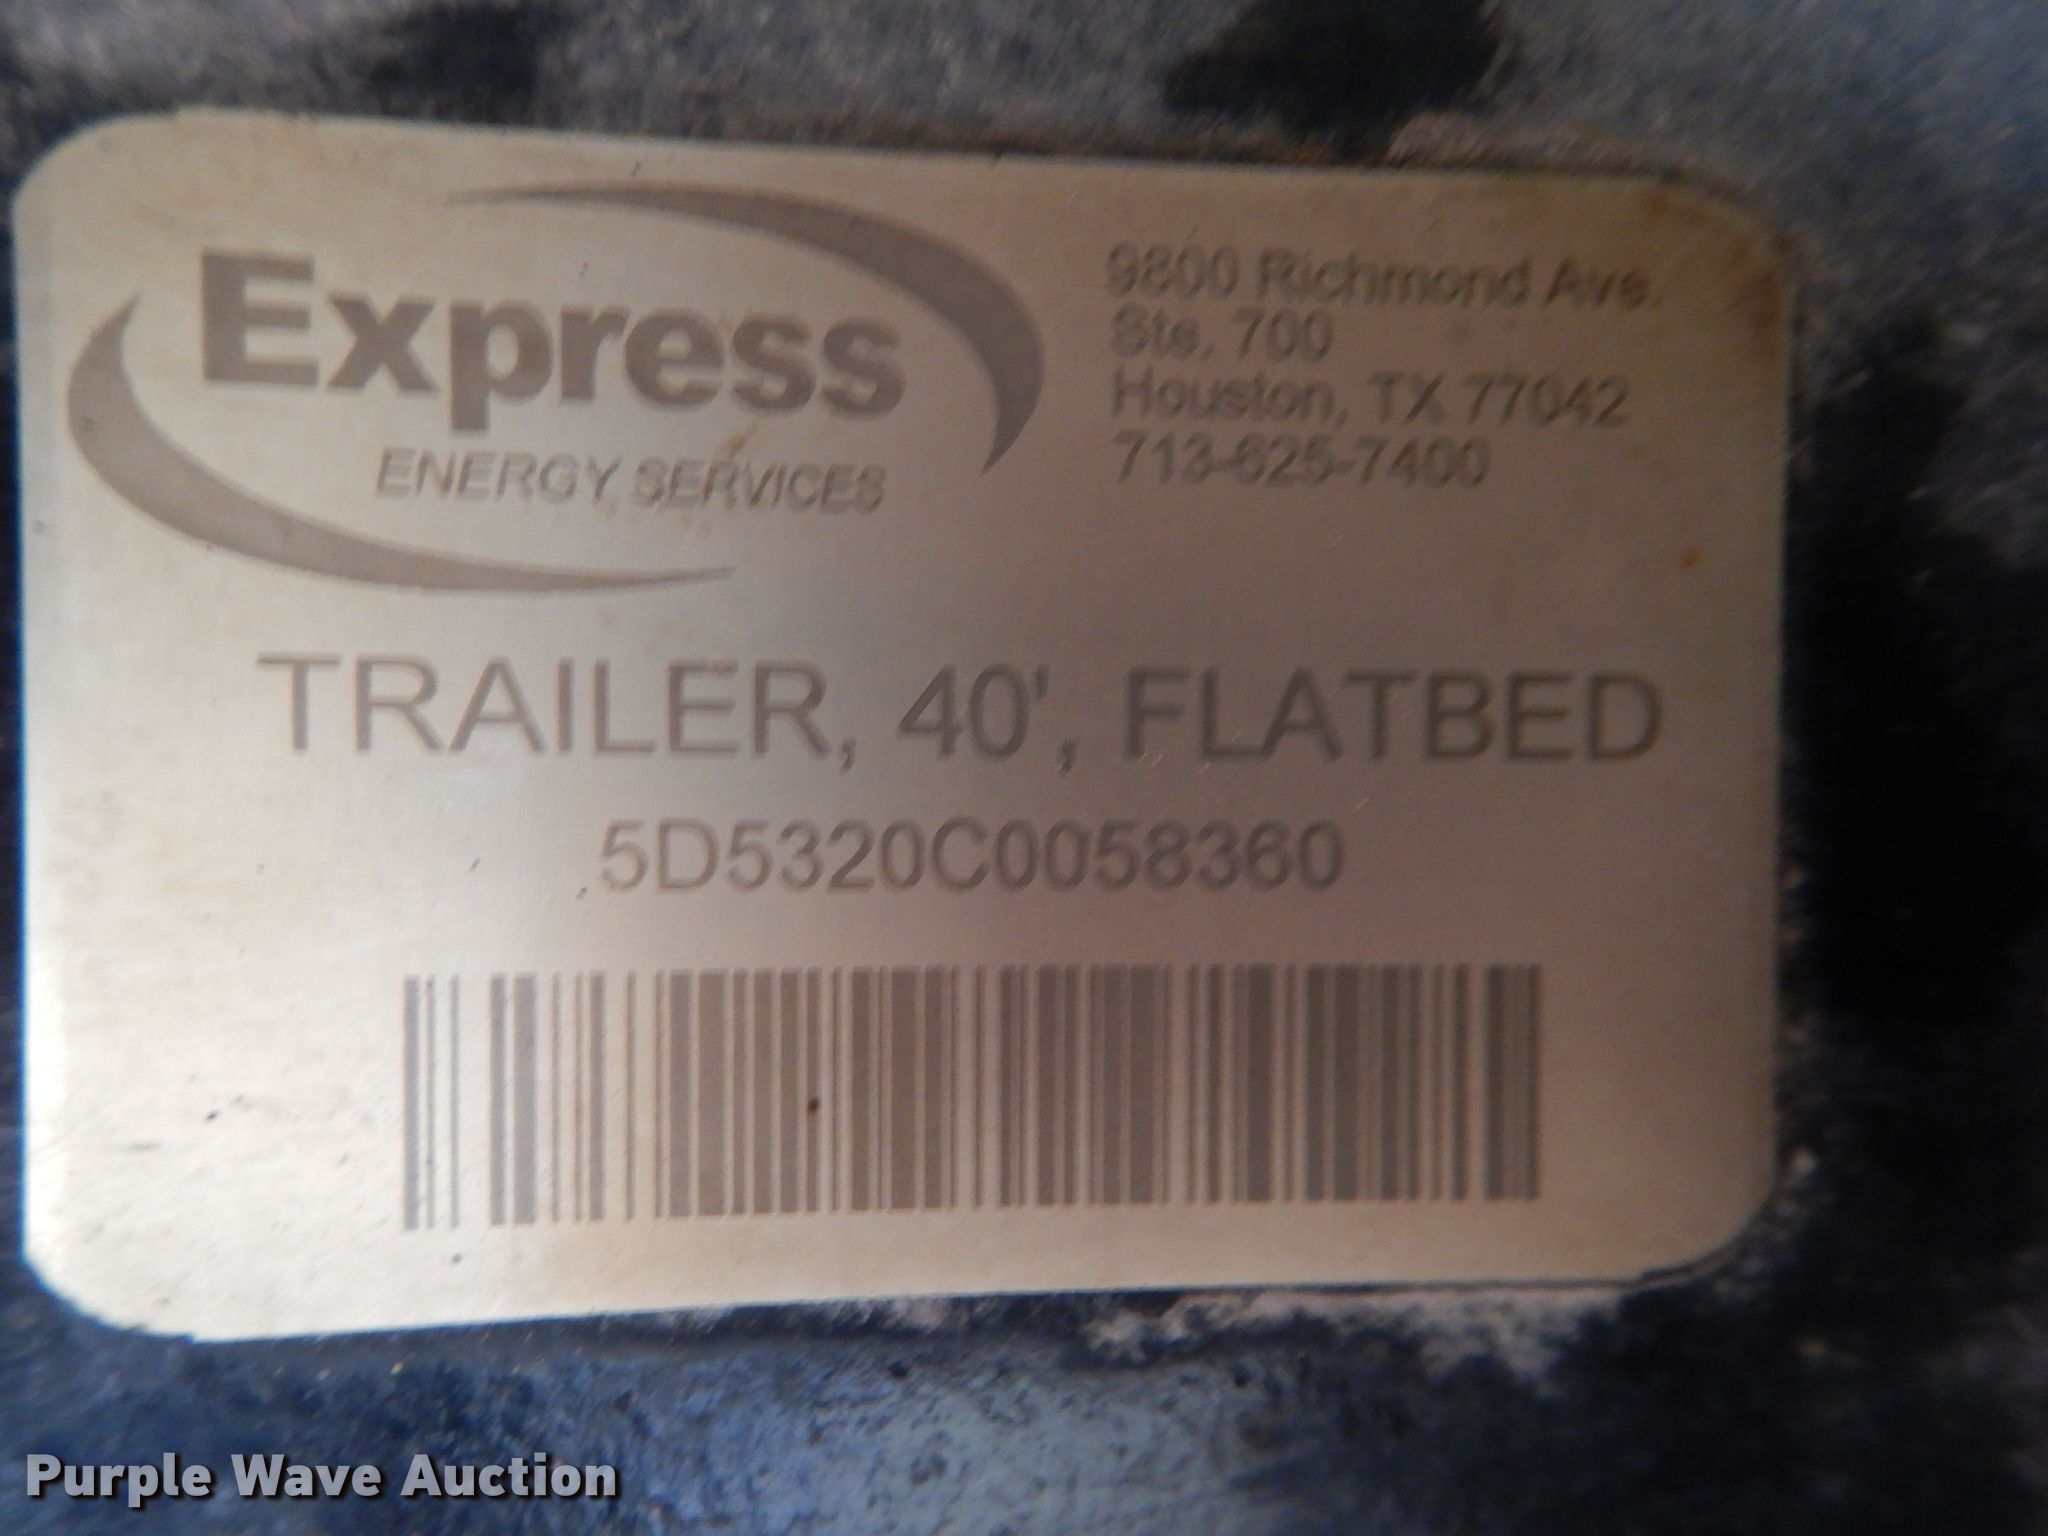 Express
ENERGY SERVICES
9800 Richmond Ave.
Ste. 700
Houston, TX 77042
713-625-7400
TRAILER, 40', FLATBED
5D5320C0058360
Purple Wave Auction